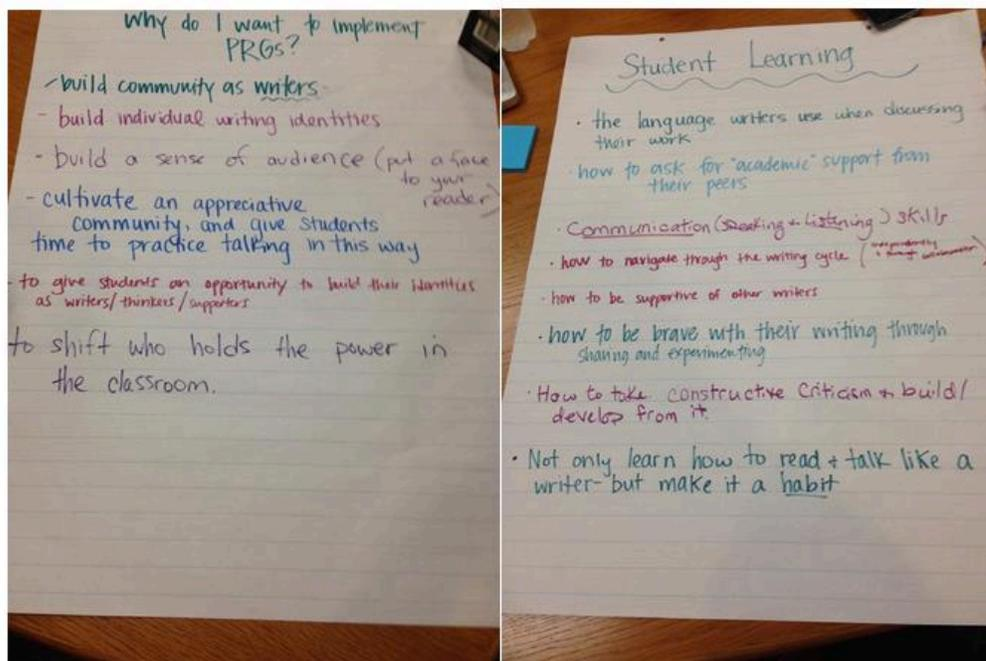 Why do I want to implement
PRGs?
- build community as writers
- build individual writing identities
- build a sense of audience (put a face
to your
reader)
- cultivate an appreciative
community, and give students
time to practice talking in this way
- to give students an opportunity to build their identities
as writers/thinkers/supporters
to shift who holds the power in
the classroom.
Student Learning
· the language writers use when discussing
their work
· how to ask for "academic" support from
their peers
· Communication (speaking + listening) skills
· how to navigate through the writing cycle (independently
+ through
· how to be supportive of other writers
· how to be brave with their writing through
sharing and experimenting
· How to take constructive criticism + build/
develop from it.
· Not only learn how to read + talk like a
writer- but make it a habit